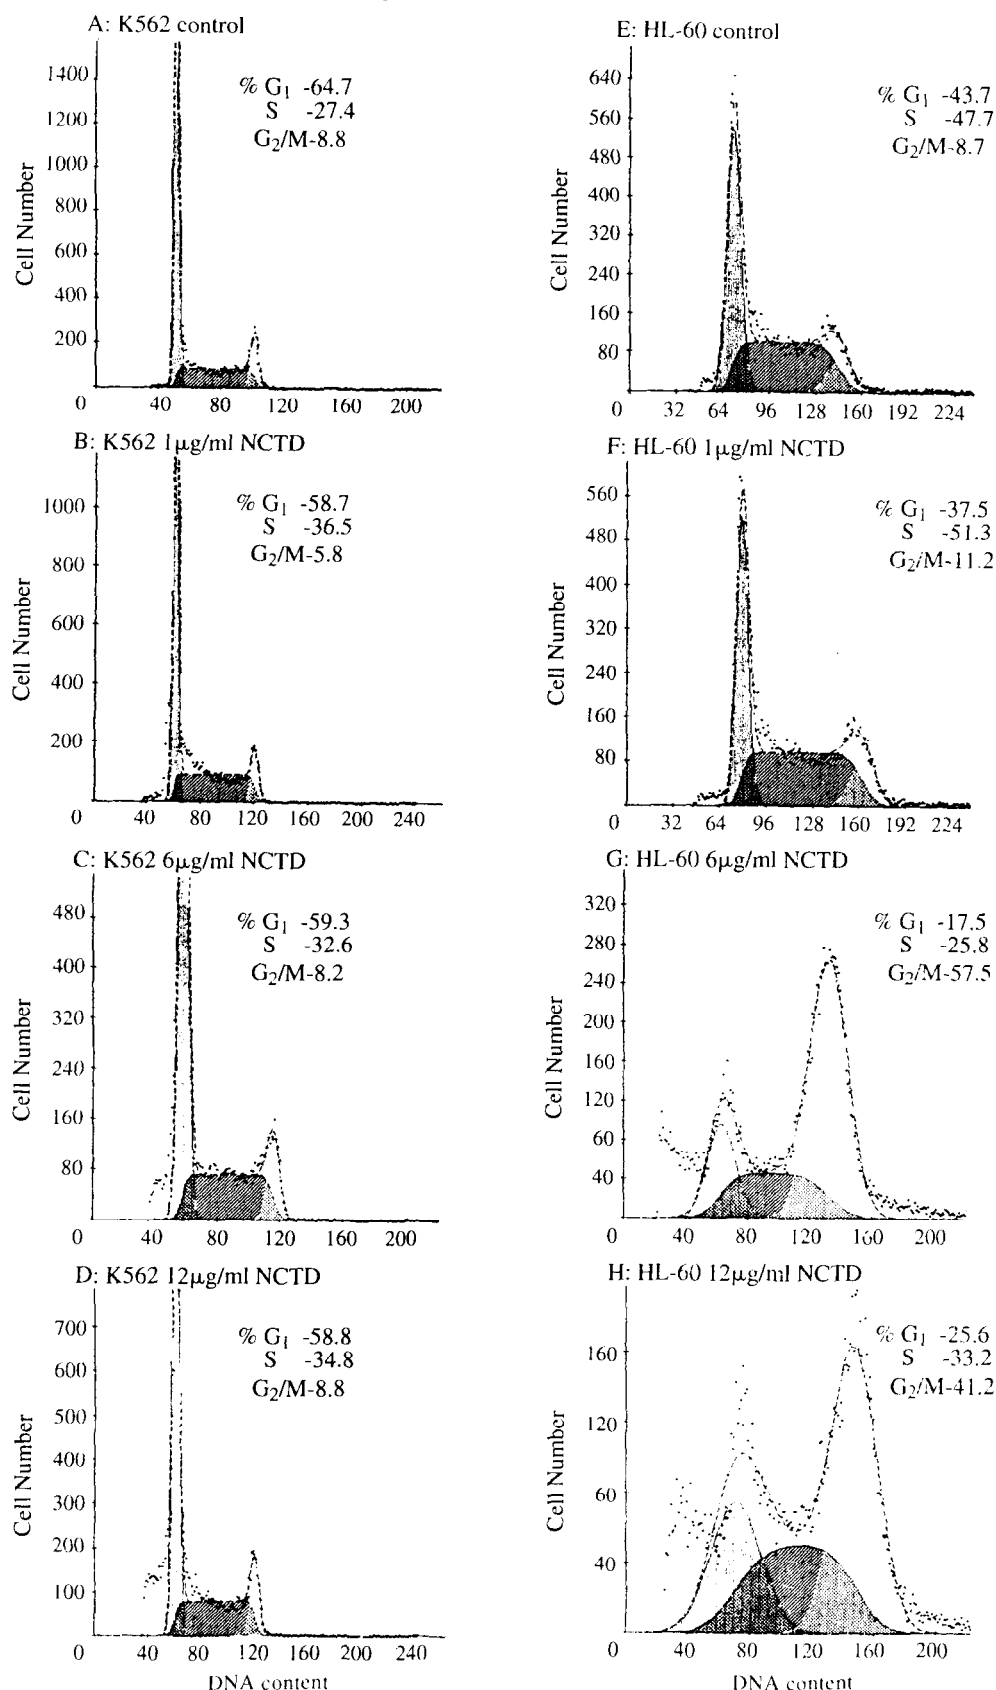 A: K562 control
% G1 -64.7
S -27.4
G2/M-8.8
1400
1200
1000
800
600
400
200
Cell Number
0 40 80 120 160 200
B: K562 1µg/ml NCTD
% G1 -58.7
S -36.5
G2/M-5.8
1000
800
600
400
200
Cell Number
0 40 80 120 160 200 240
C: K562 6µg/ml NCTD
% G1 -59.3
S -32.6
G2/M-8.2
480
400
320
240
160
80
Cell Number
0 40 80 120 160 200
D: K562 12µg/ml NCTD
% G1 -58.8
S -34.8
G2/M-8.8
700
600
500
400
300
200
100
Cell Number
0 40 80 120 160 200 240
DNA content
E: HL-60 control
% G1 -43.7
S -47.7
G2/M-8.7
640
560
480
400
320
240
160
80
Cell Number
0 32 64 96 128 160 192 224
F: HL-60 1µg/ml NCTD
% G1 -37.5
S -51.3
G2/M-11.2
560
480
400
320
240
160
80
Cell Number
0 32 64 96 128 160 192 224
G: HL-60 6µg/ml NCTD
% G1 -17.5
S -25.8
G2/M-57.5
320
280
240
200
160
120
60
40
Cell Number
0 40 80 120 160 200
H: HL-60 12µg/ml NCTD
% G1 -25.6
S -33.2
G2/M-41.2
160
120
60
40
Cell Number
0 40 80 120 160 200
DNA content